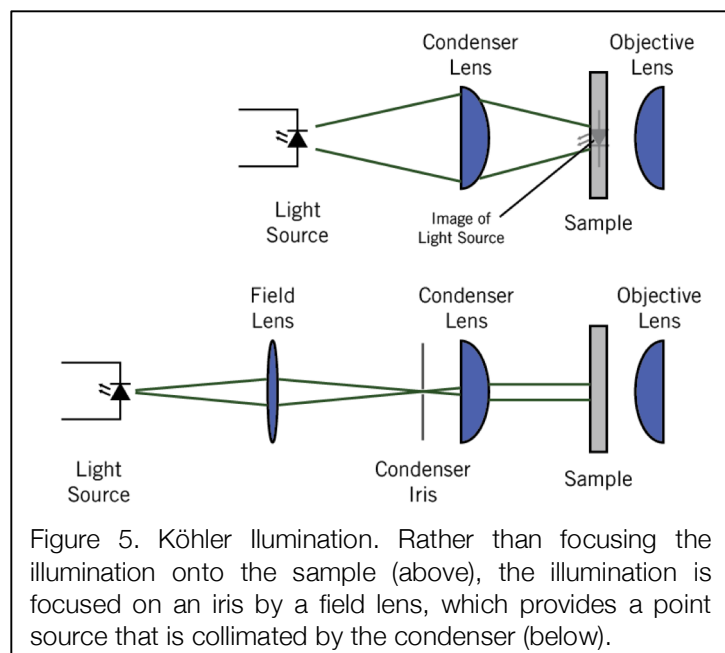 Condenser
Lens
Objective
Lens
Light
Source
Image of
Light Source
Sample
Field
Lens
Condenser
Lens
Objective
Lens
Light
Source
Condenser
Iris
Sample
Figure 5. Köhler Ilumination. Rather than focusing the
illumination onto the sample (above), the illumination is
focused on an iris by a field lens, which provides a point
source that is collimated by the condenser (below).